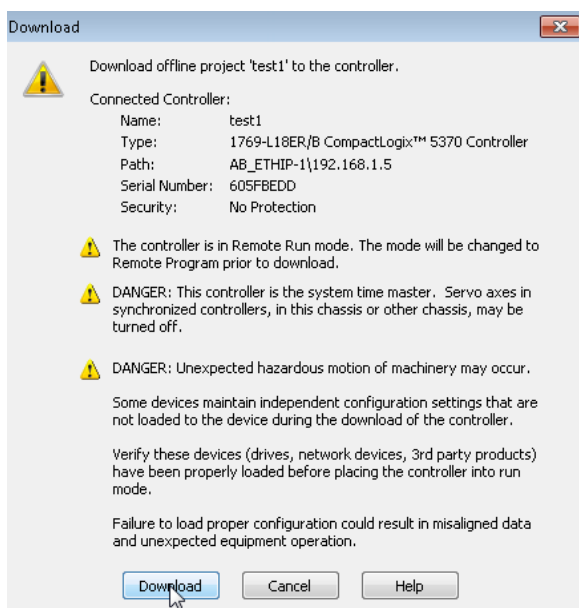 Download
Download offline project 'test1' to the controller.
Connected Controller:
Name: test1
Type: 1769-L18ER/B CompactLogix™ 5370 Controller
Path: AB_ETHIP-1\192.168.1.5
Serial Number: 605FBEDD
Security: No Protection
The controller is in Remote Run mode. The mode will be changed to
Remote Program prior to download.
DANGER: This controller is the system time master. Servo axes in
synchronized controllers, in this chassis or other chassis, may be
turned off.
DANGER: Unexpected hazardous motion of machinery may occur.
Some devices maintain independent configuration settings that are
not loaded to the device during the download of the controller.
Verify these devices (drives, network devices, 3rd party products)
have been properly loaded before placing the controller into run
mode.
Failure to load proper configuration could result in misaligned data
and unexpected equipment operation.
Download Cancel Help